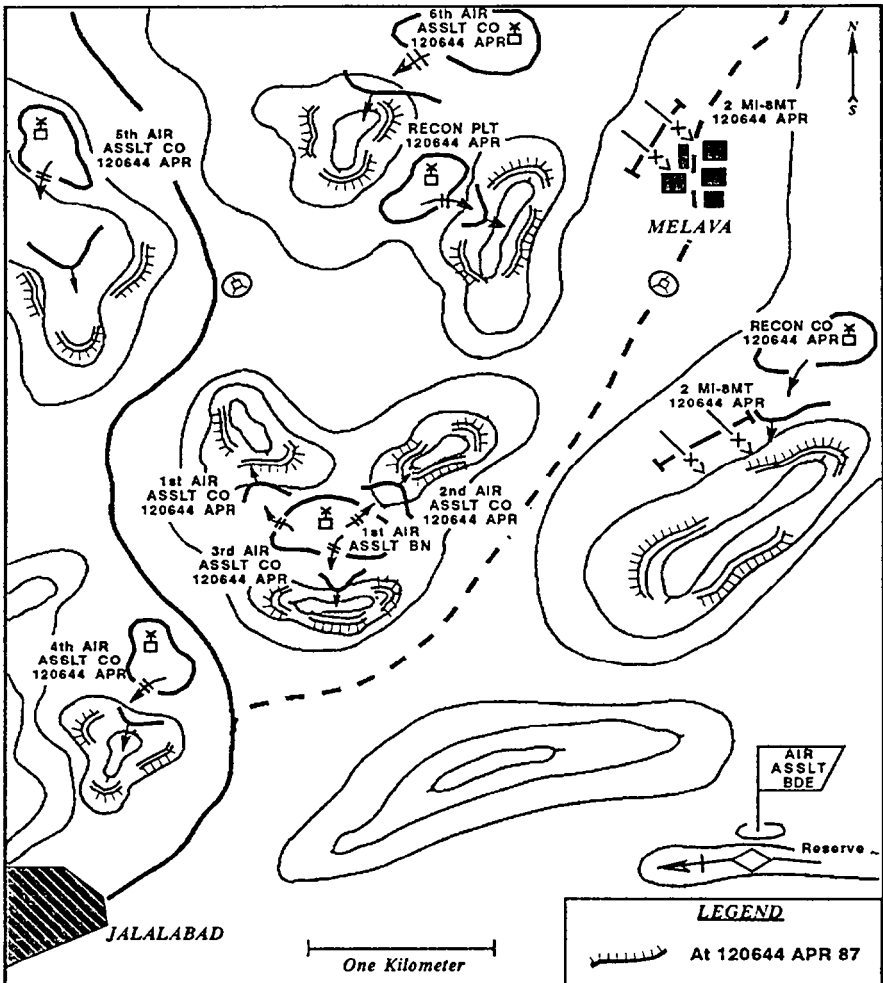 6th AIR
ASSLT CO
120644 APR
N
S
5th AIR
ASSLT CO
120644 APR
RECON PLT
120644 APR
2 MI-8MT
120644 APR
MELAVA
RECON CO
120644 APR
2 MI-8MT
120644 APR
1st AIR
ASSLT CO
120644 APR
2nd AIR
ASSLT CO
120644 APR
1st AIR
ASSLT BN
3rd AIR
ASSLT CO
120644 APR
4th AIR
ASSLT CO
120644 APR
AIR
ASSLT
BDE
Reserve
JALALABAD
One Kilometer
LEGEND
At 120644 APR 87